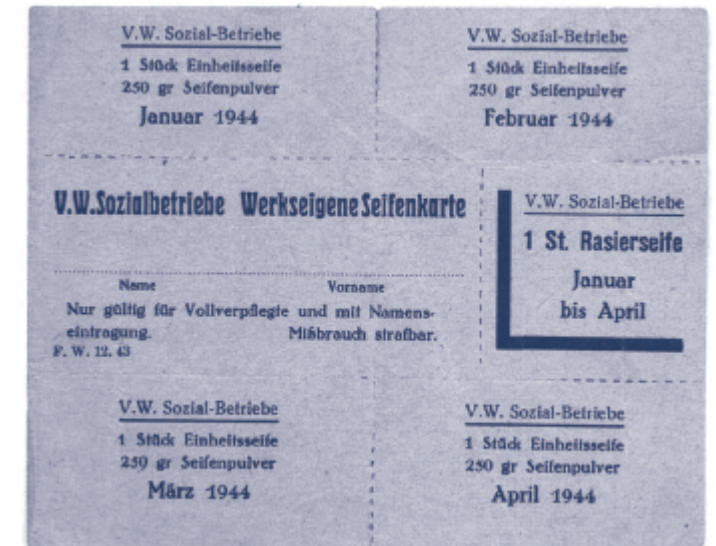 V.W. Sozial-Betriebe
1 Stück Einheitsseife
250 gr Seifenpulver
Januar 1944
V.W. Sozial-Betriebe
1 Stück Einheitsseife
250 gr Seifenpulver
Februar 1944
V.W.Sozialbetriebe Werkseigene Seifenkarte
Name Vorname
Nur gültig für Vollverpflegte und mit Namens-
eintragung. Mißbrauch strafbar.
F. W. 12. 43
V.W. Sozial-Betriebe
1 St. Rasierseife
Januar
bis April
V.W. Sozial-Betriebe
1 Stück Einheitsseife
250 gr Seifenpulver
März 1944
V.W. Sozial-Betriebe
1 Stück Einheitsseife
250 gr Seifenpulver
April 1944